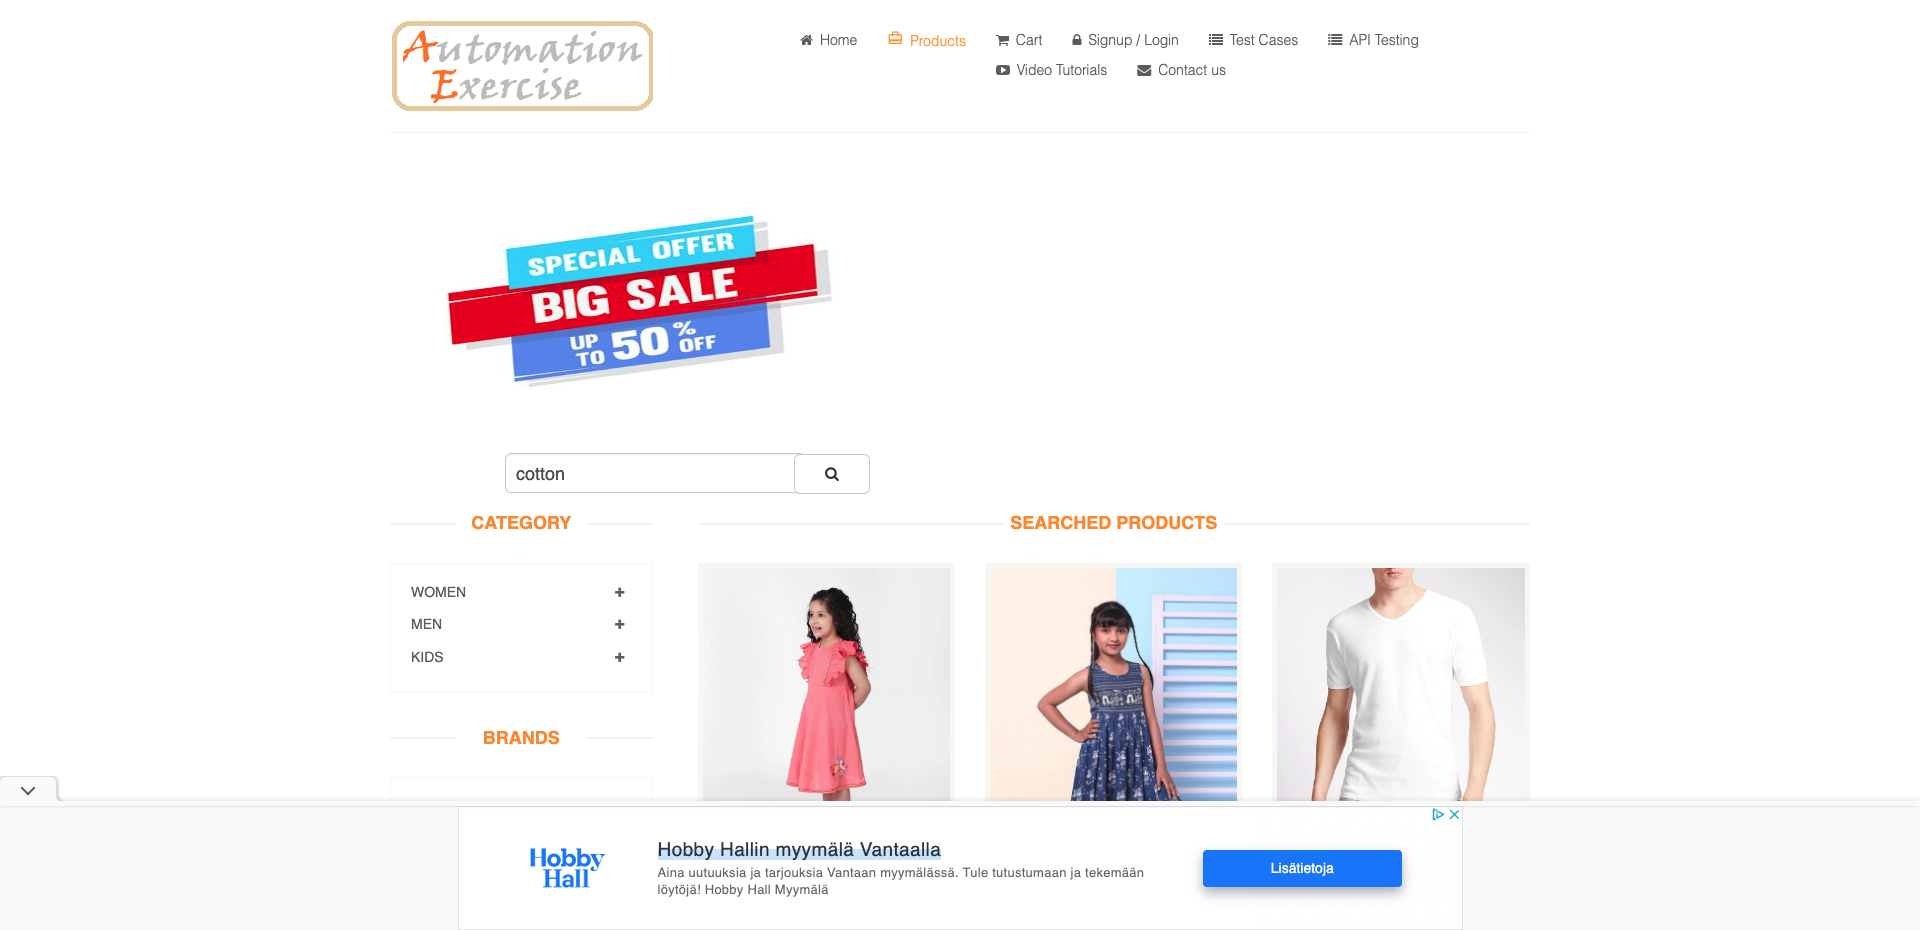 Automation
Exercise
Home
Products
Cart
Signup / Login
Test Cases
API Testing
Video Tutorials
Contact us
SPECIAL OFFER
BIG SALE
UP TO 50% OFF
cotton
CATEGORY
SEARCHED PRODUCTS
WOMEN
MEN
KIDS
BRANDS
Hobby
Hall
Hobby Hallin myymälä Vantaalla
Aina uutuuksia ja tarjouksia Vantaan myymälässä. Tule tutustumaan ja tekemään
löytöjä! Hobby Hall Myymälä
Lisätietoja